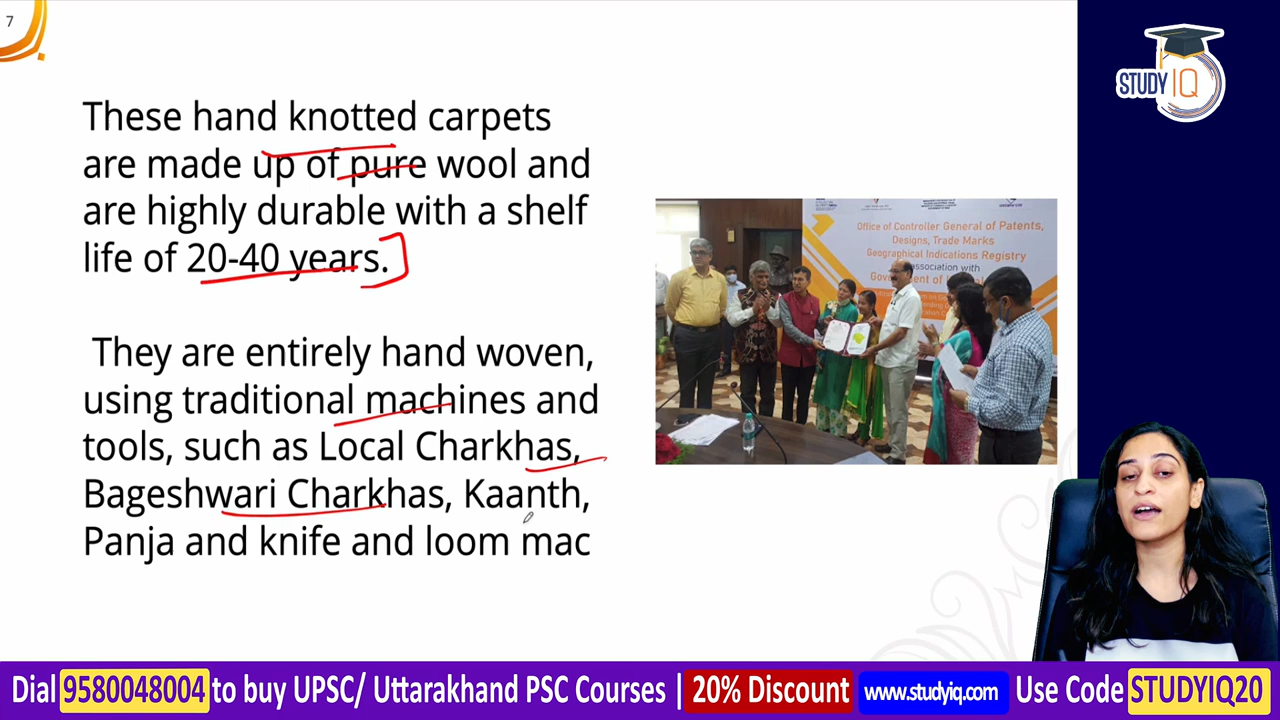 7
STUDY IQ
These hand knotted carpets
are made up of pure wool and
are highly durable with a shelf
life of 20-40 years.
They are entirely hand woven,
using traditional machines and
tools, such as Local Charkhas,
Bageshwari Charkhas, Kaanth,
Panja and knife and loom mac
Office of Controller General of Patents,
Designs, Trade Marks
Geographical Indications Registry
association with
Dial 9580048004 to buy UPSC/ Uttarakhand PSC Courses | 20% Discount www.studyiq.com Use Code STUDYIQ20